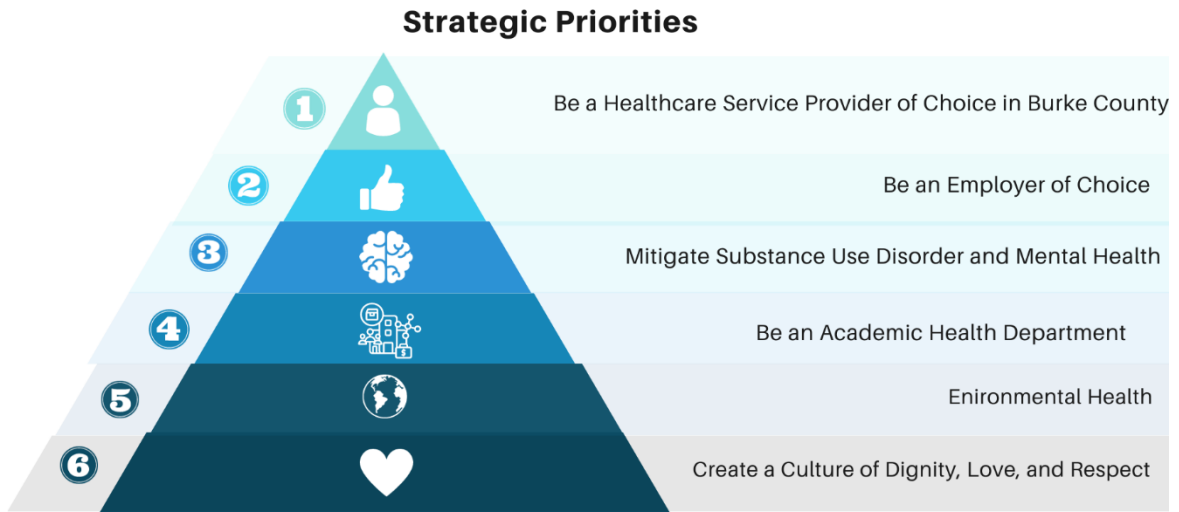 Strategic Priorities
1
Be a Healthcare Service Provider of Choice in Burke County
2
Be an Employer of Choice
3
Mitigate Substance Use Disorder and Mental Health
4
Be an Academic Health Department
5
Enironmental Health
6
Create a Culture of Dignity, Love, and Respect